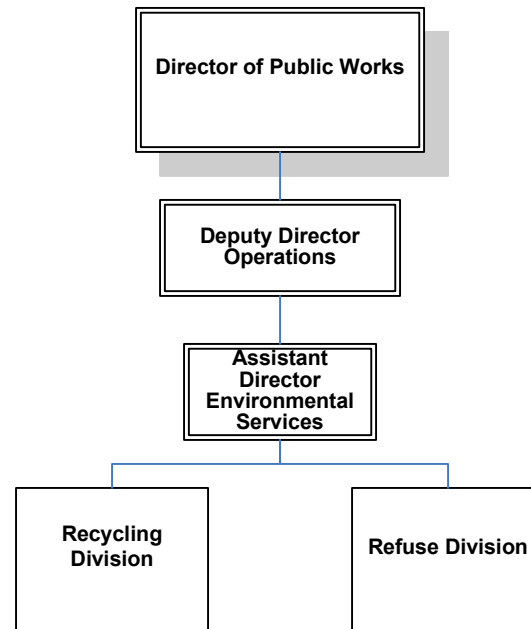 Director of Public Works
Deputy Director
Operations
Assistant
Director
Environmental
Services
Recycling
Division
Refuse Division